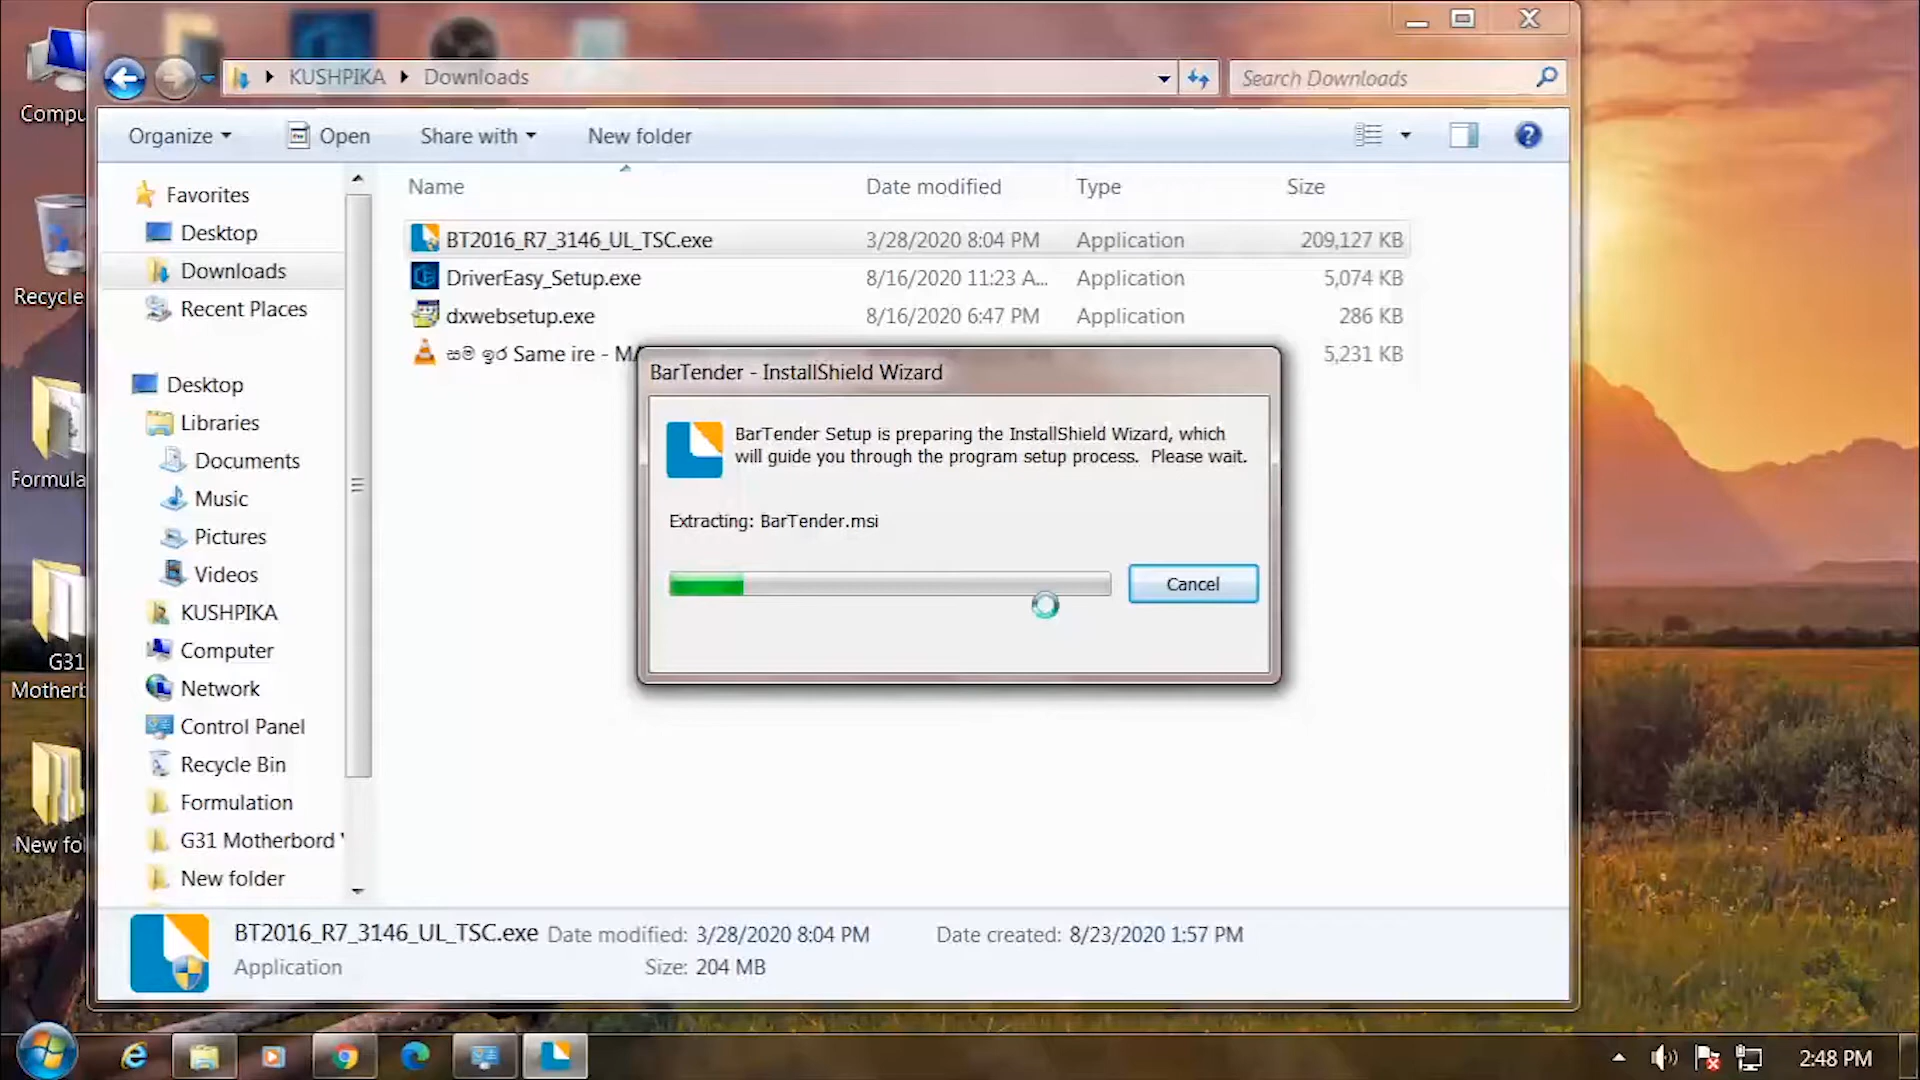 KUSHPIKA Downloads
Search Downloads
Organize Open Share with New folder
Name Date modified Type Size
BT2016_R7_3146_UL_TSC.exe 3/28/2020 8:04 PM Application 209,127 KB
DriverEasy_Setup.exe 8/16/2020 11:23 A... Application 5,074 KB
dxwebsetup.exe 8/16/2020 6:47 PM Application 286 KB
සම ඉර Same ire - MA 5,231 KB
Favorites
Desktop
Downloads
Recent Places
Desktop
Libraries
Documents
Music
Pictures
Videos
KUSHPIKA
Computer
Network
Control Panel
Recycle Bin
Formulation
G31 Motherbord
New folder
BarTender - InstallShield Wizard
BarTender Setup is preparing the InstallShield Wizard, which
will guide you through the program setup process. Please wait.
Extracting: BarTender.msi
Cancel
BT2016_R7_3146_UL_TSC.exe Date modified: 3/28/2020 8:04 PM Date created: 8/23/2020 1:57 PM
Application Size: 204 MB
Compu
Recycle
Formula
G31
Motherb
New fo
2:48 PM